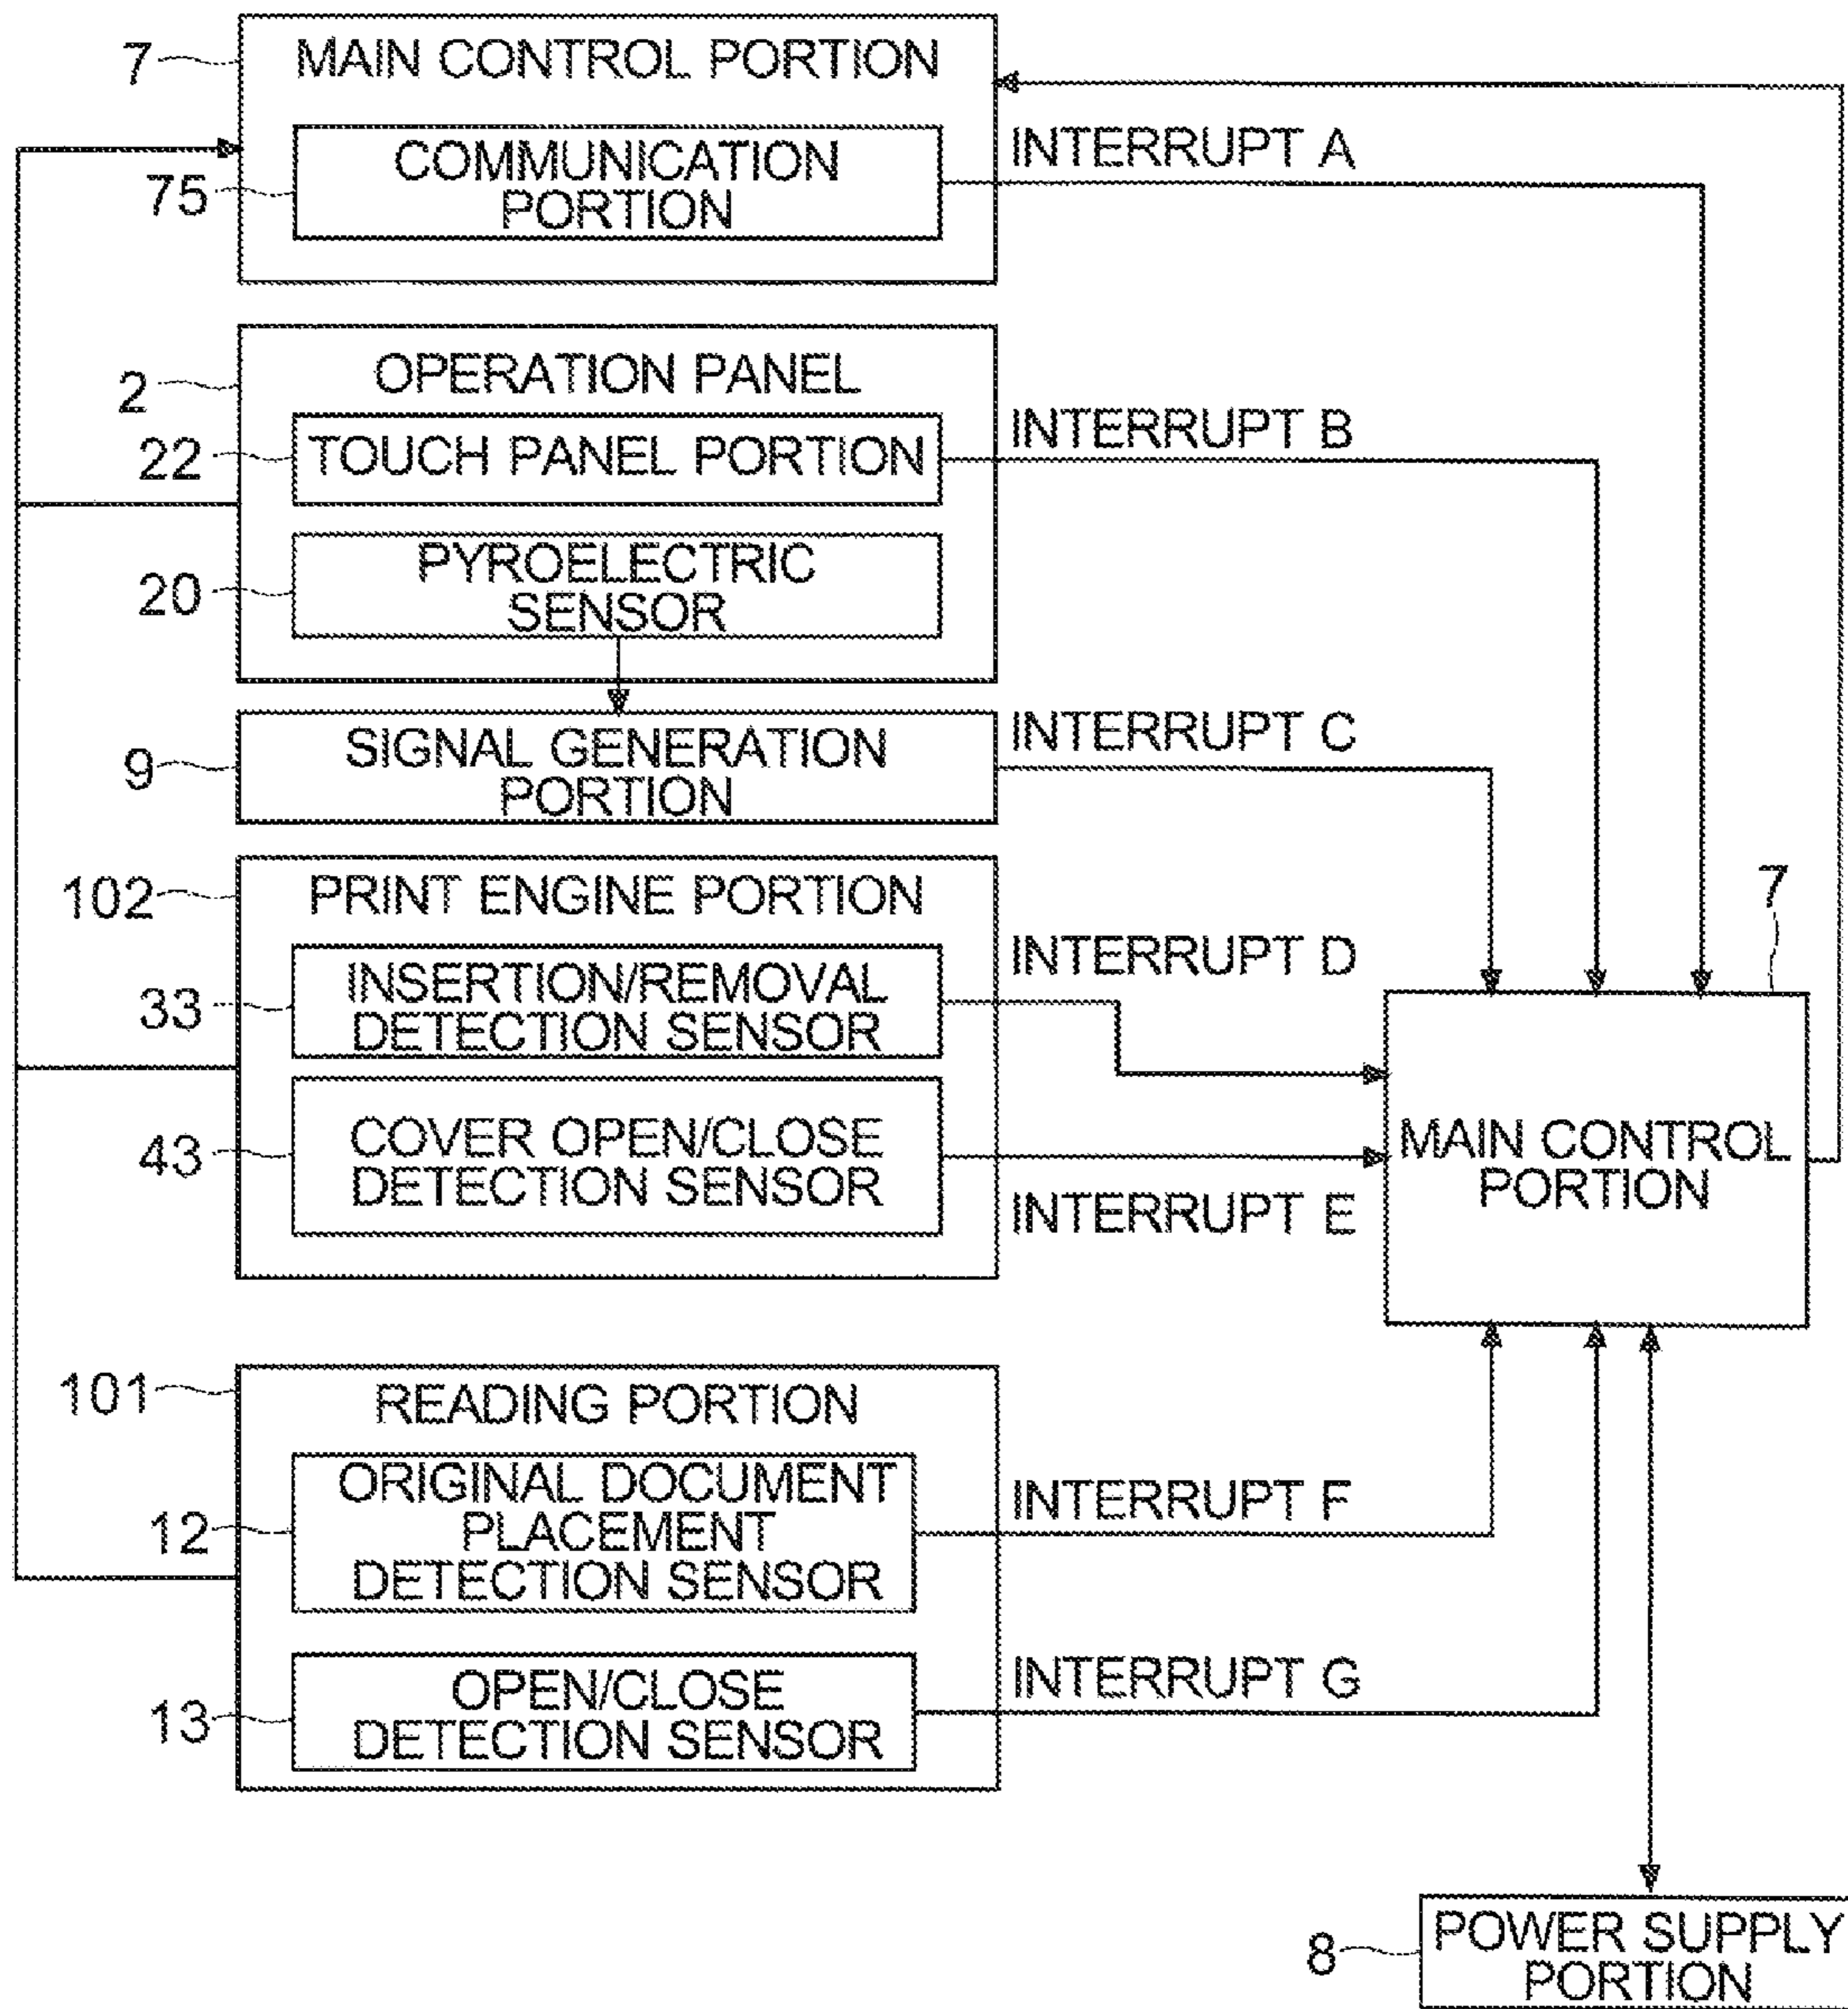 7
MAIN CONTROL PORTION
75
COMMUNICATION
PORTION
INTERRUPT A
2
OPERATION PANEL
22
TOUCH PANEL PORTION
INTERRUPT B
20
PYROELECTRIC
SENSOR
9
SIGNAL GENERATION
PORTION
INTERRUPT C
102
PRINT ENGINE PORTION
33
INSERTION/REMOVAL
DETECTION SENSOR
INTERRUPT D
43
COVER OPEN/CLOSE
DETECTION SENSOR
INTERRUPT E
7
MAIN CONTROL
PORTION
101
READING PORTION
12
ORIGINAL DOCUMENT
PLACEMENT
DETECTION SENSOR
INTERRUPT F
13
OPEN/CLOSE
DETECTION SENSOR
INTERRUPT G
8
POWER SUPPLY
PORTION